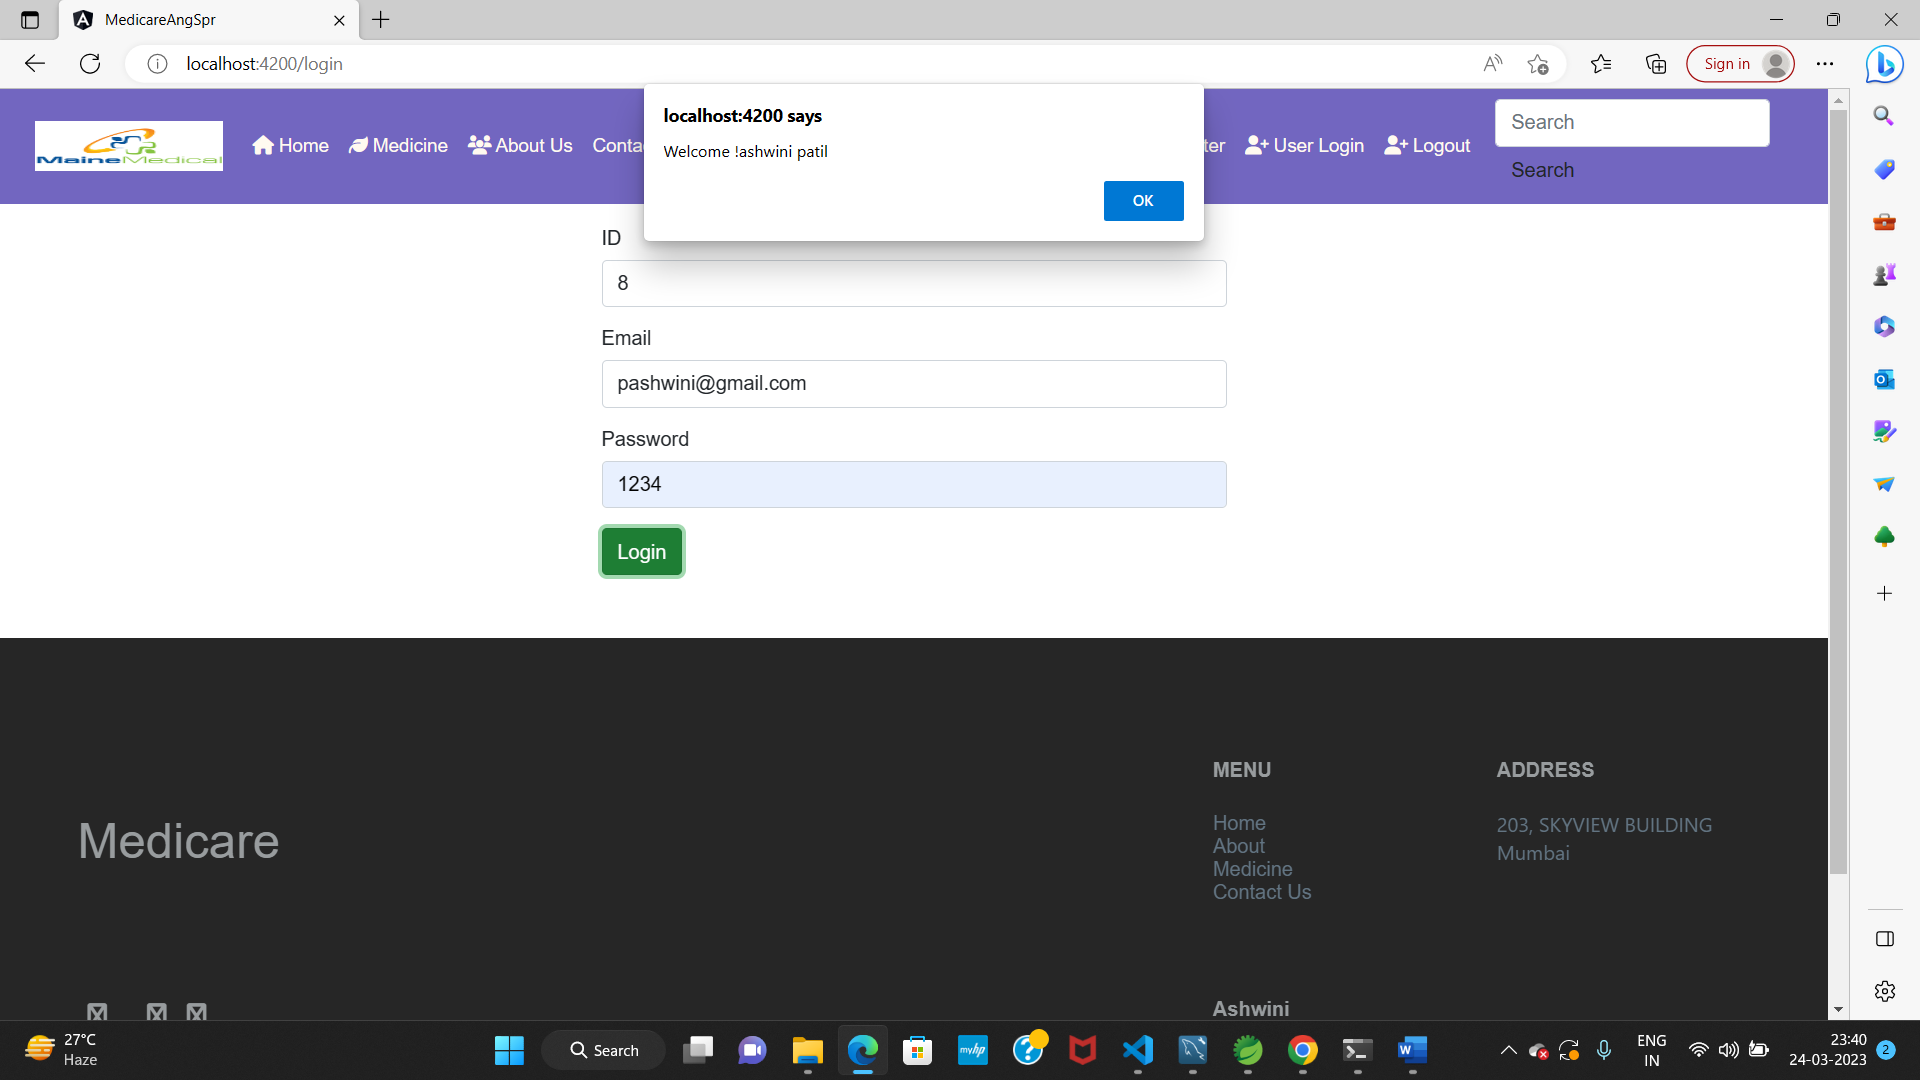 MedicareAngSpr
localhost:4200/login
Sign in
localhost:4200 says
Welcome !ashwini patil
OK
MaineMedical
Home
Medicine
About Us
Conta
ter
User Login
Logout
Search
Search
ID
8
Email
pashwini@gmail.com
Password
1234
Login
Medicare
MENU
Home
About
Medicine
Contact Us
ADDRESS
203, SKYVIEW BUILDING
Mumbai
Ashwini
27°C
Haze
Search
myhp
ENG
IN
23:40
24-03-2023
2